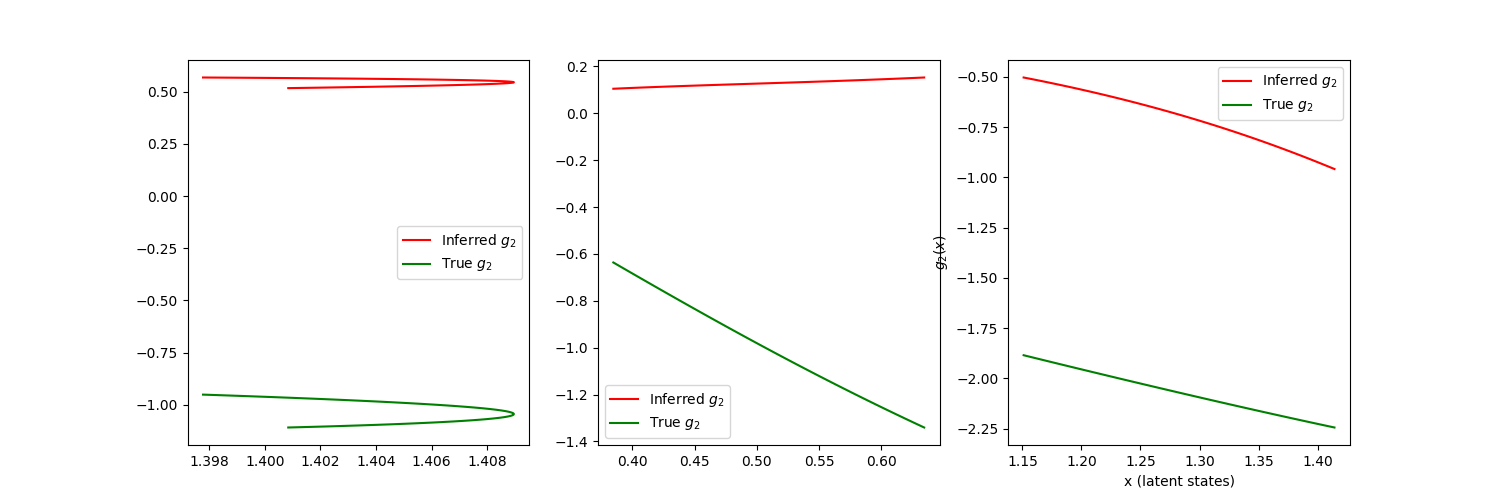 0.50
0.25
0.00
−0.25
−0.50
−0.75
−1.00
1.398 1.400 1.402 1.404 1.406 1.408
Inferred g₂
True g₂
0.2
0.0
−0.2
−0.4
−0.6
−0.8
−1.0
−1.2
−1.4
0.40 0.45 0.50 0.55 0.60
Inferred g₂
True g₂
g₂(x)
−0.50
−0.75
−1.00
−1.25
−1.50
−1.75
−2.00
−2.25
1.15 1.20 1.25 1.30 1.35 1.40
x (latent states)
Inferred g₂
True g₂